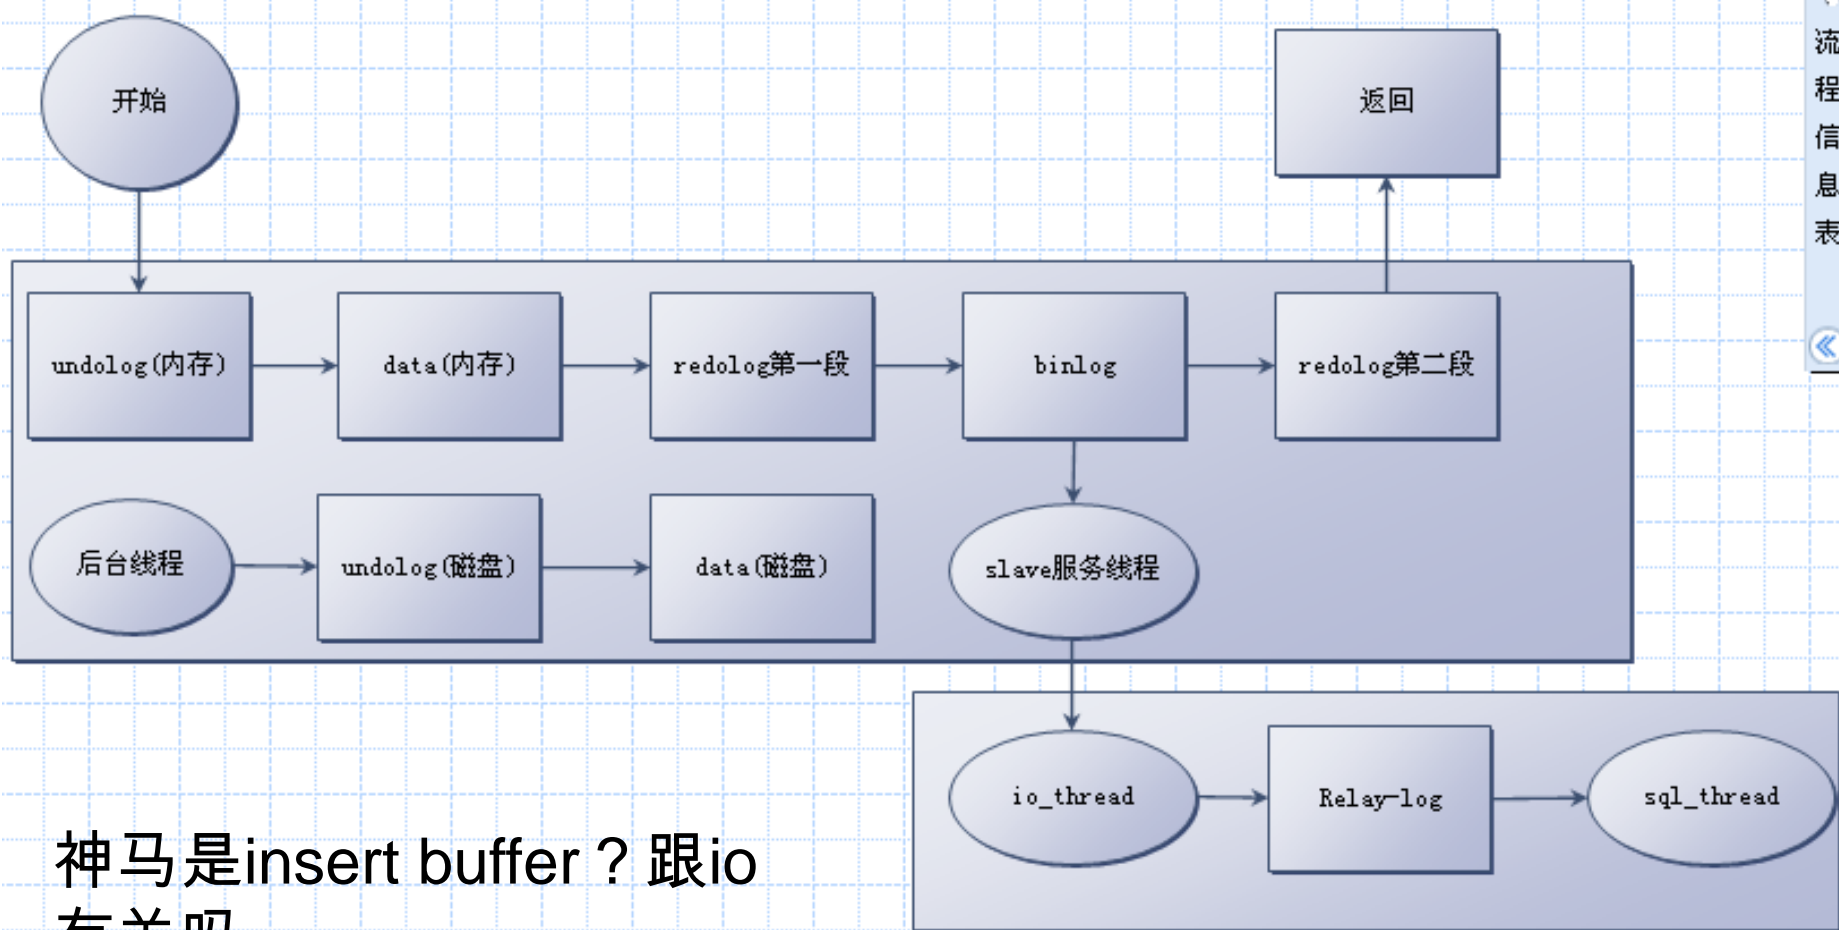 开始
返回
undolog(内存)
data(内存)
redolog第一段
binlog
redolog第二段
后台线程
undolog(磁盘)
data(磁盘)
slave服务线程
io_thread
Relay-log
sql_thread
神马是insert buffer？跟io
有关吗
流
程
信
息
表